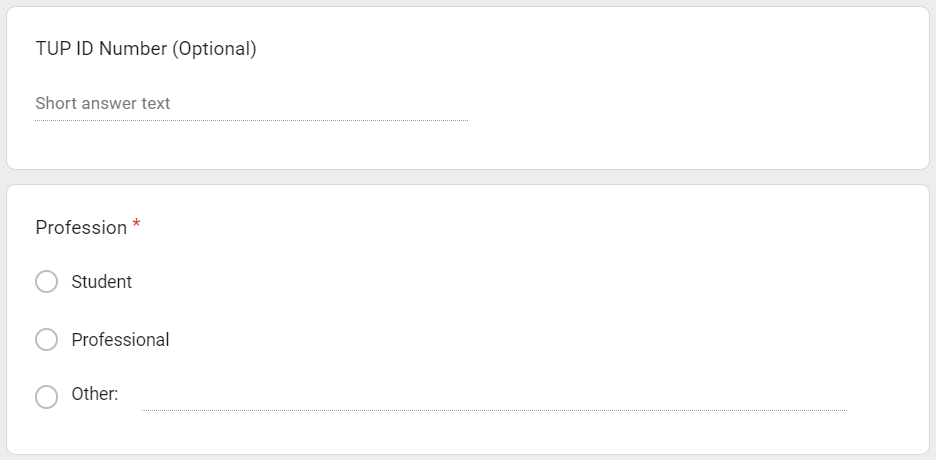 TUP ID Number (Optional)
Short answer text
Profession *
Student
Professional
Other: